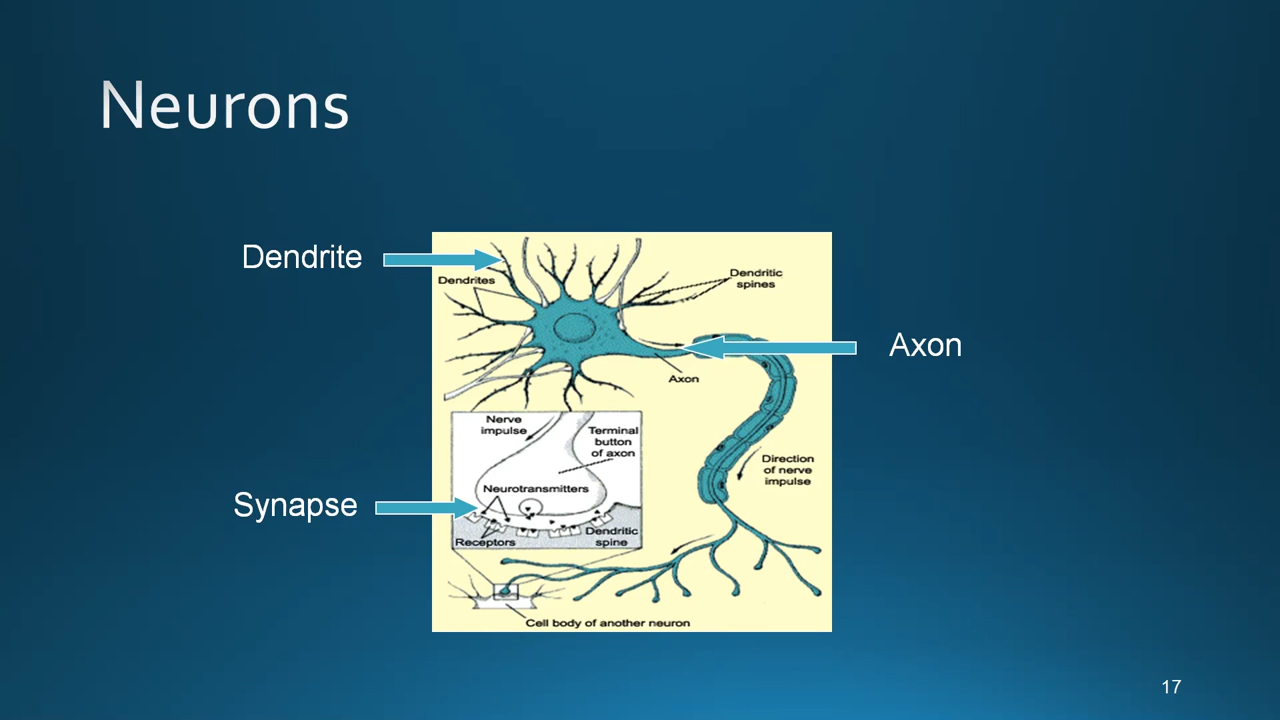 Neurons
Dendrite
Dendrites
Dendritic
spines
Axon
Axon
Nerve
impulse
Terminal
button
of axon
Direction
of nerve
impulse
Neurotransmitters
Synapse
Receptors
Dendritic
spine
Cell body of another neuron
17